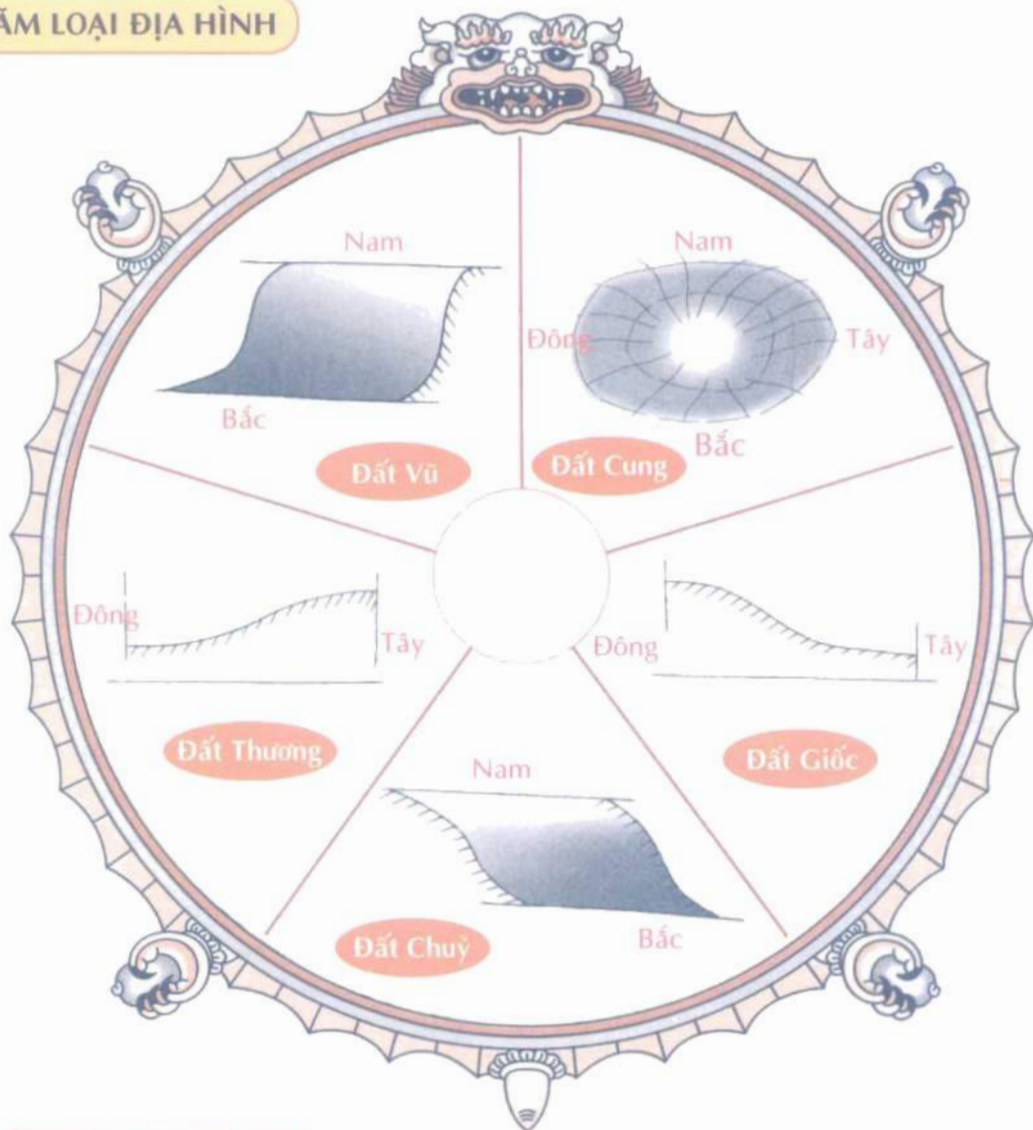 ĂM LOẠI ĐỊA HÌNH
Nam
Bắc
Đất Vũ
Nam
Đông
Tây
Bắc
Đất Cung
Đông
Tây
Đất Thương
Đông
Tây
Đất Giốc
Nam
Bắc
Đất Chuỷ